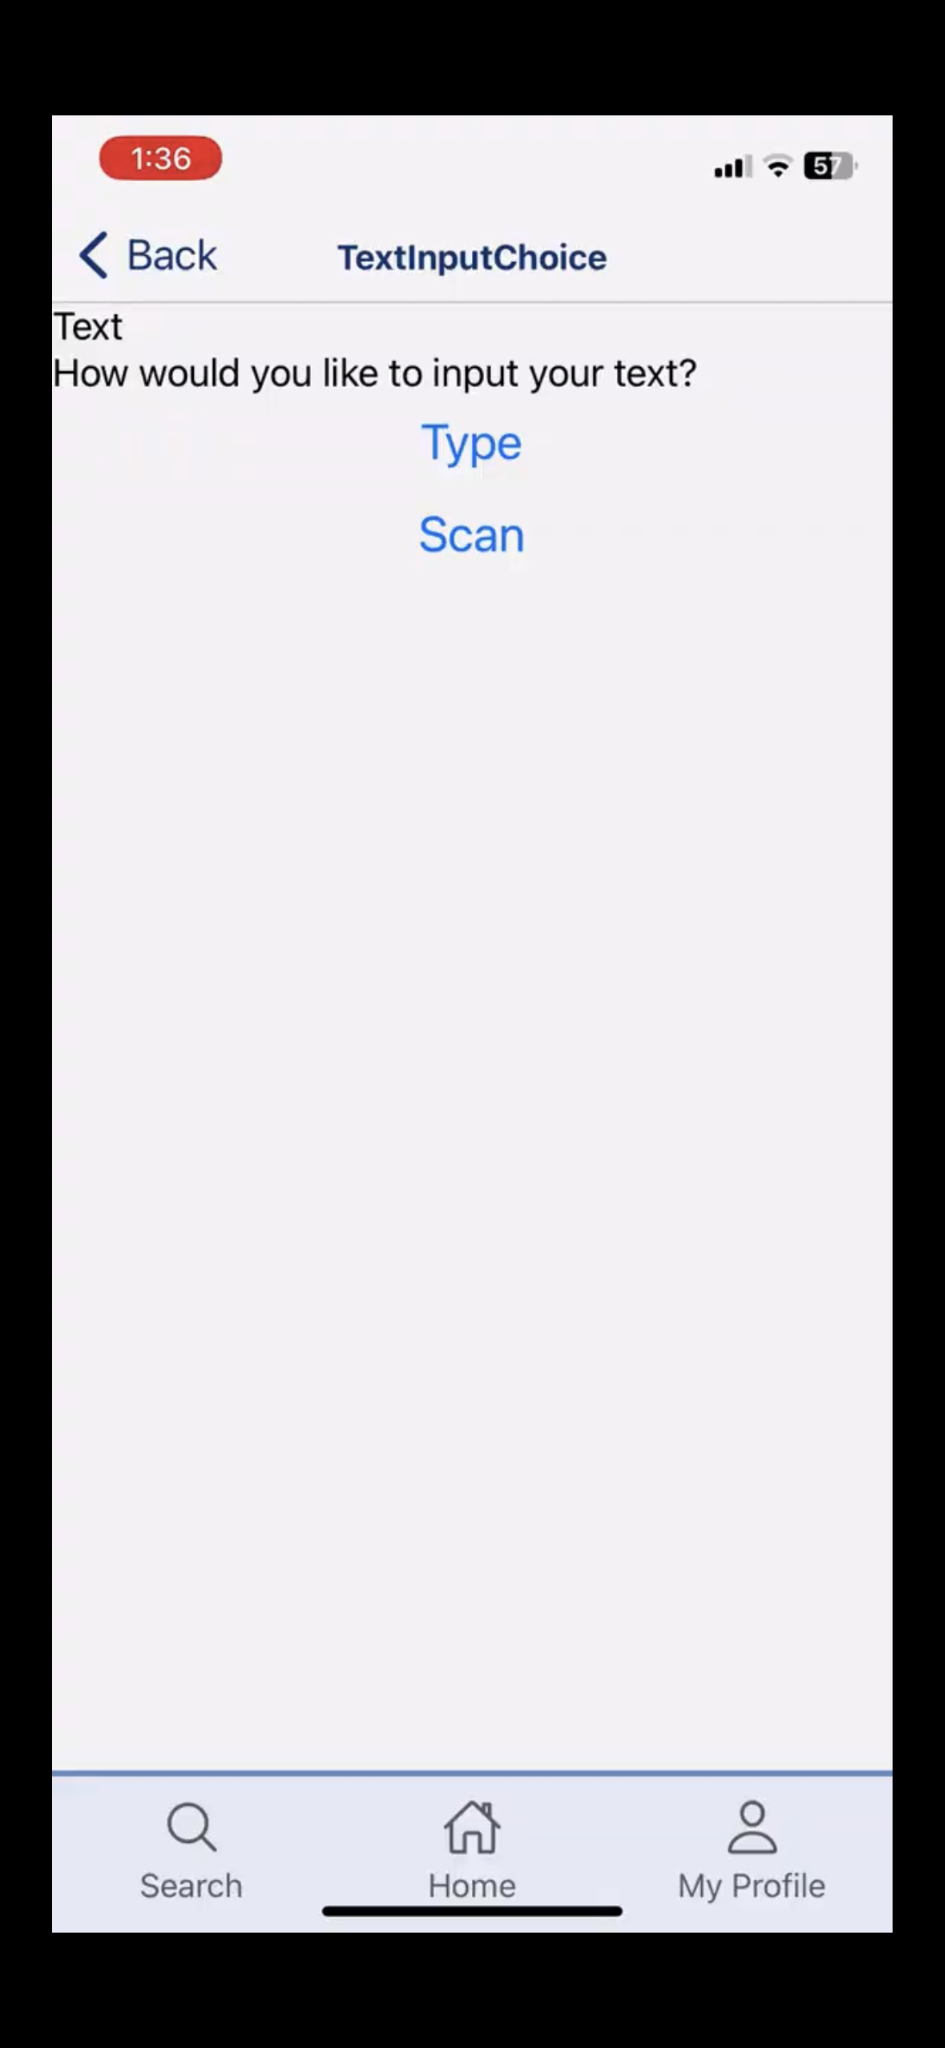 1:36
57
Back
TextInputChoice
Text
How would you like to input your text?
Type
Scan
Search
Home
My Profile